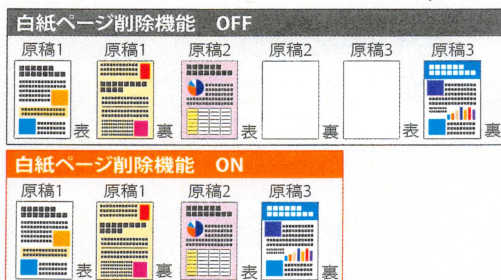 白紙ページ削除機能 OFF
原稿1 原稿1 原稿2 原稿2 原稿3 原稿3
表 裏 表 裏 表 裏
白紙ページ削除機能 ON
原稿1 原稿1 原稿2 原稿3
表 裏 表 裏